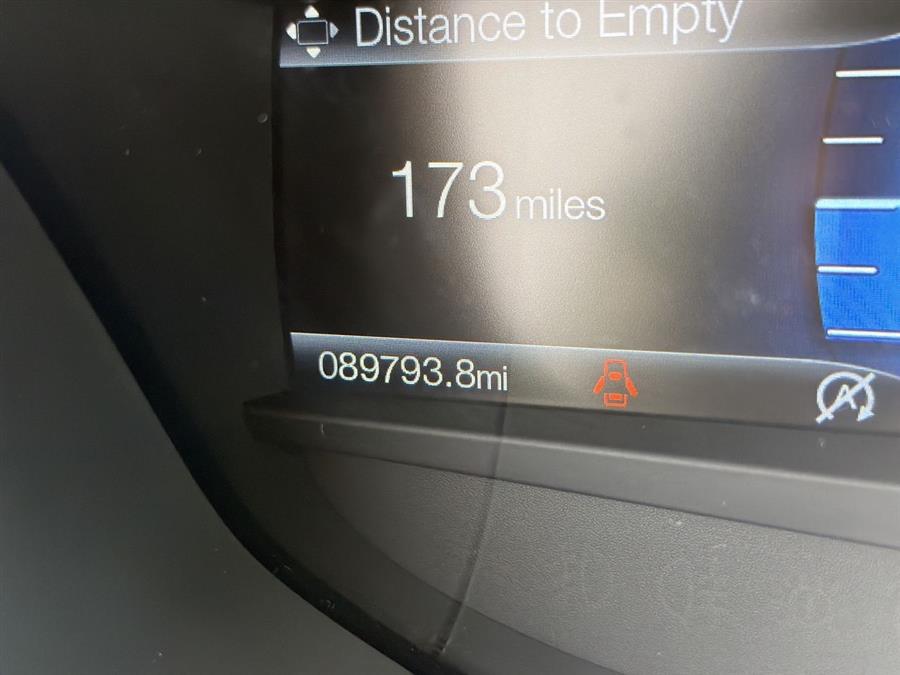 Distance to Empty
173 miles
089793.8mi
A